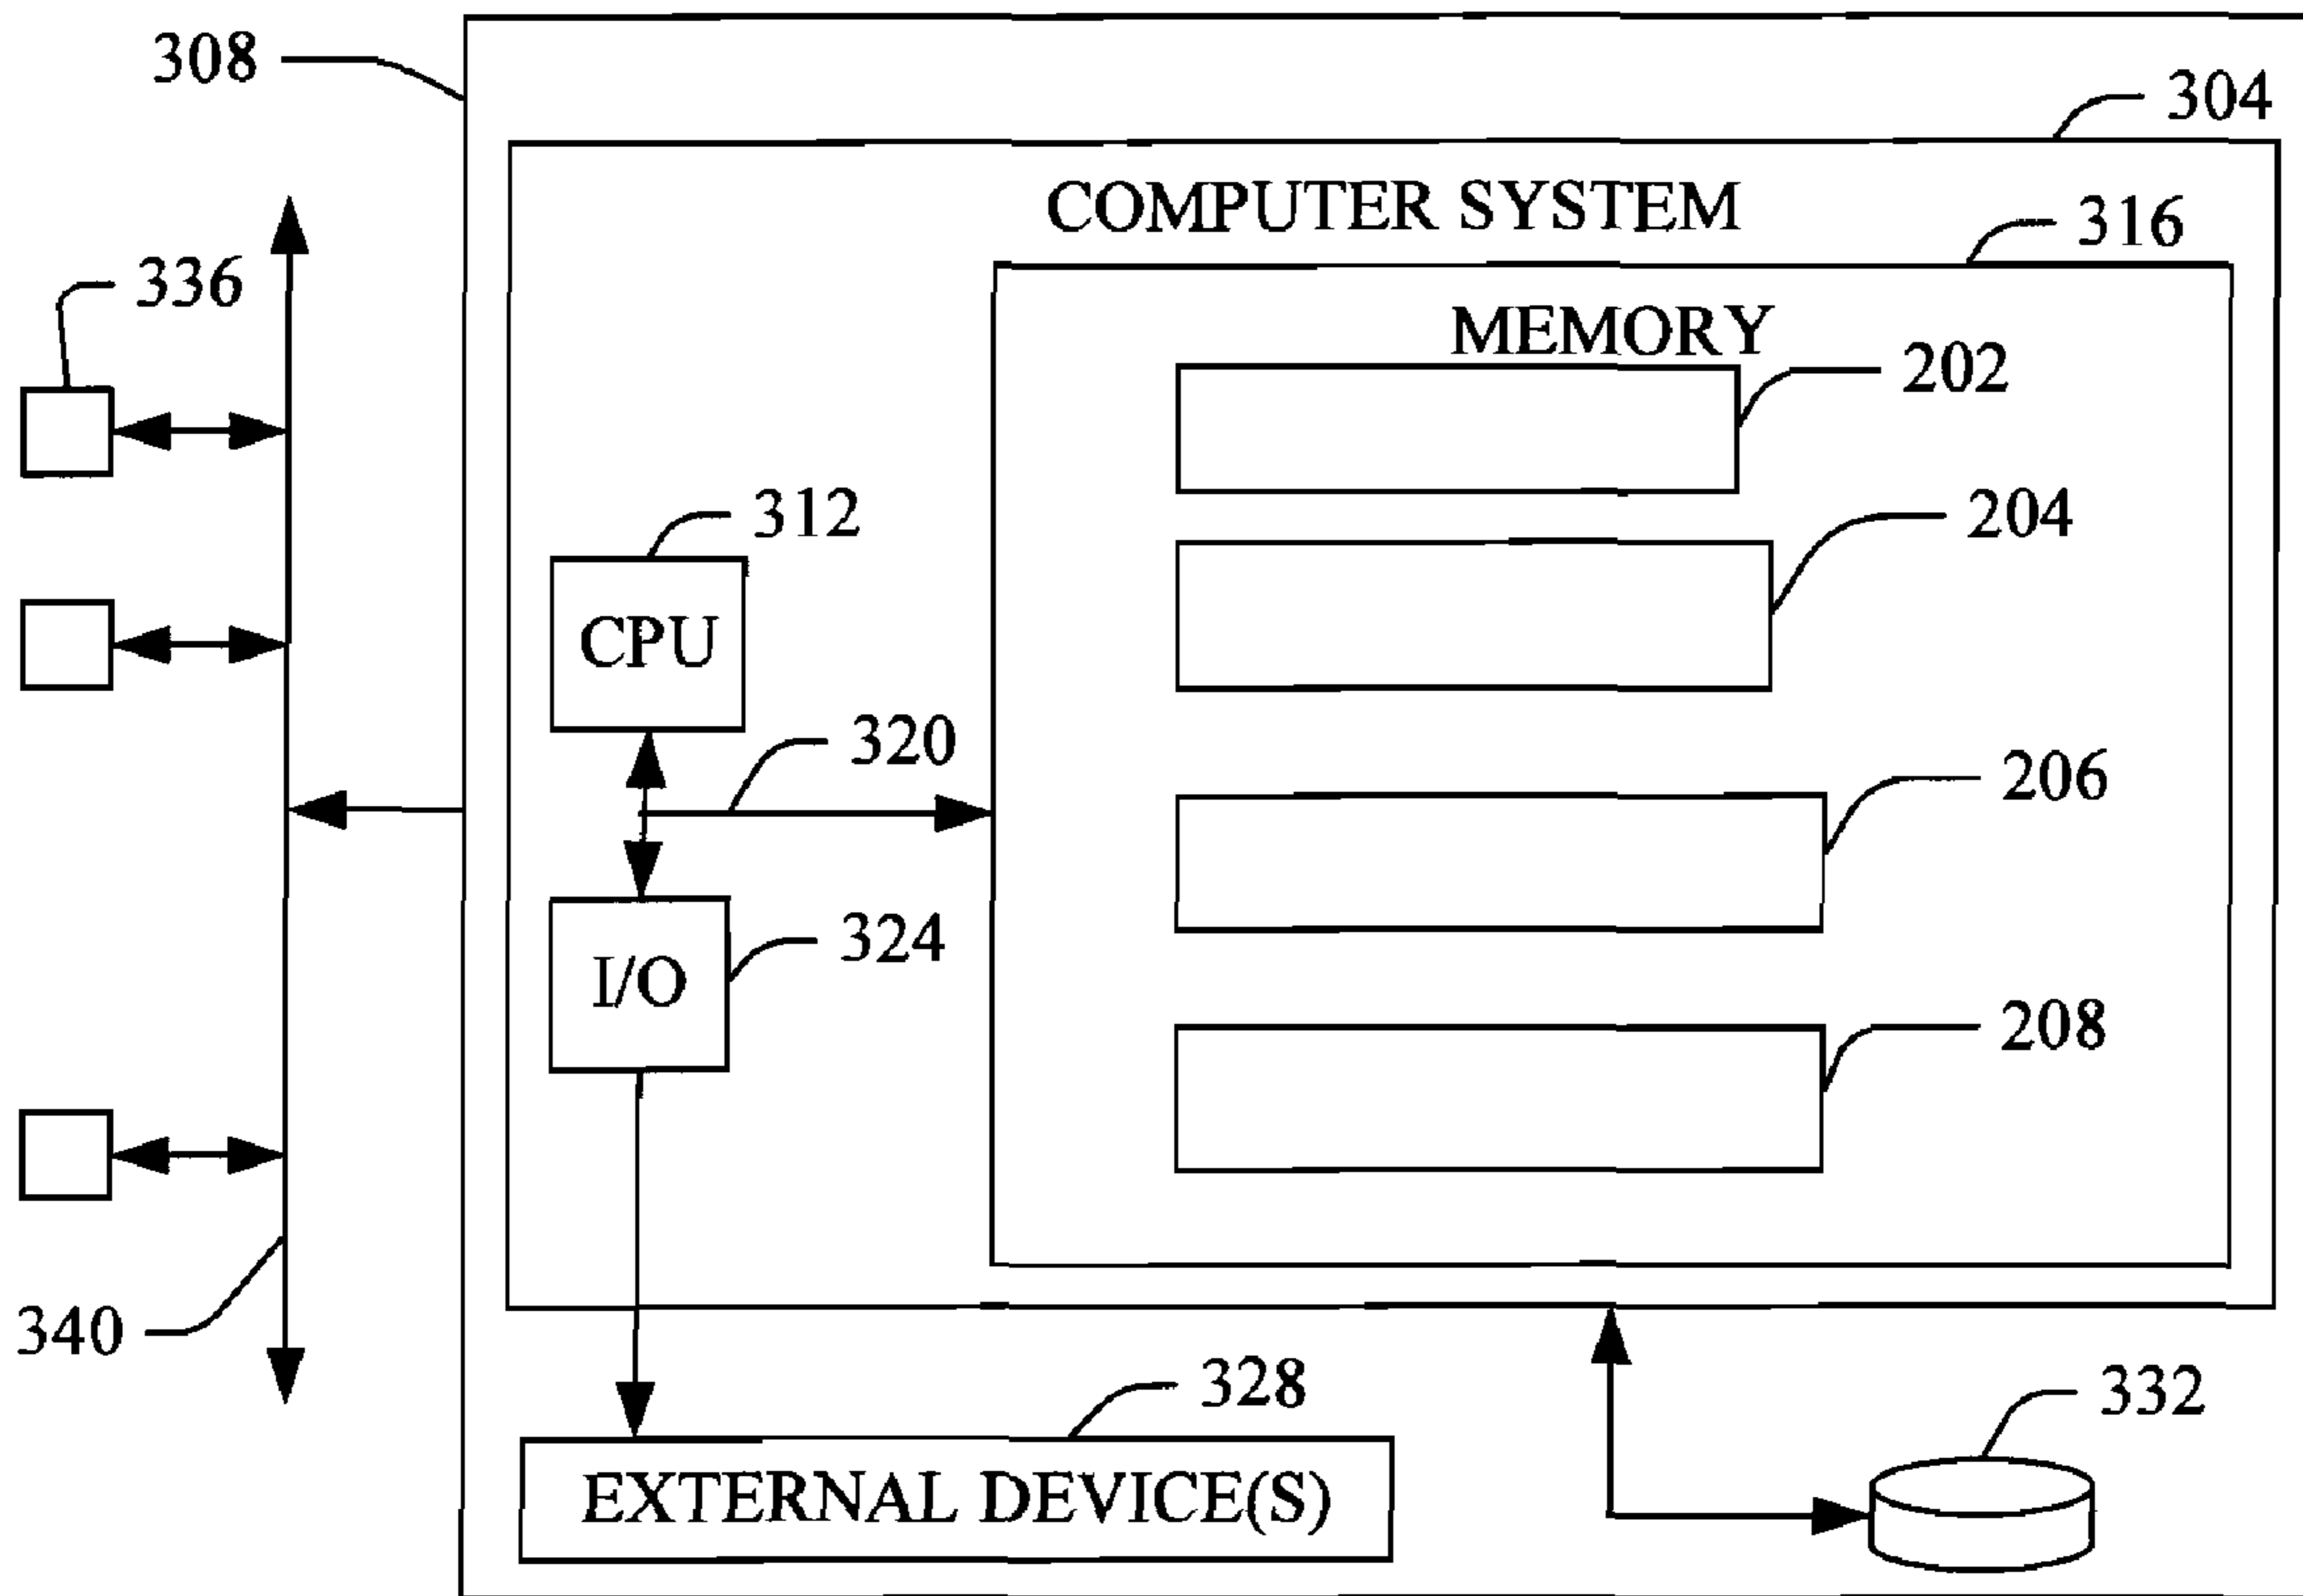 308
304
COMPUTER SYSTEM
316
336
MEMORY
202
312
204
CPU
320
206
324
I/O
208
340
328
332
EXTERNAL DEVICE(S)